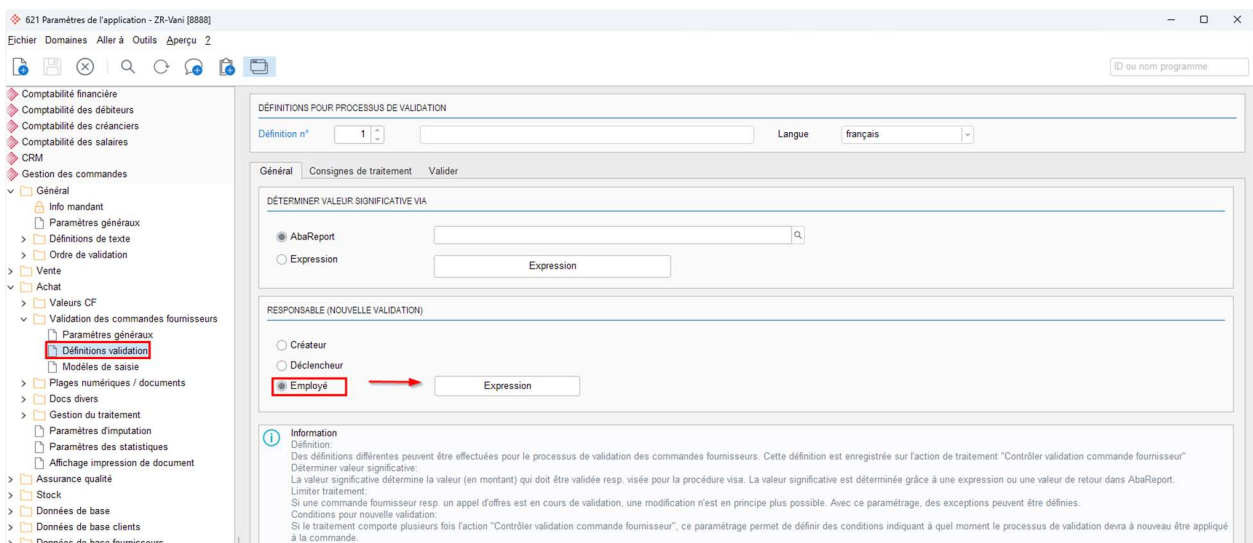 621 Paramètres de l'application - ZR-Vani [8888]
Eichier Domaines Aller à Outils Aperçu ?
ID ou nom programme
Comptabilité financière
Comptabilité des débiteurs
Comptabilité des créanciers
Comptabilité des salaires
CRM
Gestion des commandes
Général
Info mandant
Paramètres généraux
Définitions de texte
Ordre de validation
Vente
Achat
Valeurs CF
Validation des commandes fournisseurs
Paramètres généraux
Définitions validation
Modèles de saisie
Plages numériques / documents
Docs divers
Gestion du traitement
Paramètres d'imputation
Paramètres des statistiques
Affichage impression de document
Assurance qualité
Stock
Données de base
Données de base clients
Données de base fournisseurs
DÉFINITIONS POUR PROCESSUS DE VALIDATION
Définition n° 1 Langue français
Général Consignes de traitement Valider
DÉTERMINER VALEUR SIGNIFICATIVE VIA
AbaReport
Expression Expression
RESPONSABLE (NOUVELLE VALIDATION)
Créateur
Déclencheur
Employé Expression
Information
Définition:
Des définitions différentes peuvent être effectuées pour le processus de validation des commandes fournisseurs. Cette définition est enregistrée sur l'action de traitement "Contrôler validation commande fournisseur"
Déterminer valeur significative:
La valeur significative détermine la valeur (en montant) qui doit être validée resp. visée pour la procédure visa. La valeur significative est déterminée grâce à une expression ou une valeur de retour dans AbaReport.
Limiter traitement:
Si une commande fournisseur resp. un appel d'offres est en cours de validation, une modification n'est en principe plus possible. Avec ce paramétrage, des exceptions peuvent être définies.
Conditions pour nouvelle validation:
Si le traitement comporte plusieurs fois l'action "Contrôler validation commande fournisseur", ce paramétrage permet de définir des conditions indiquant à quel moment le processus de validation devra à nouveau être appliqué
à la commande.